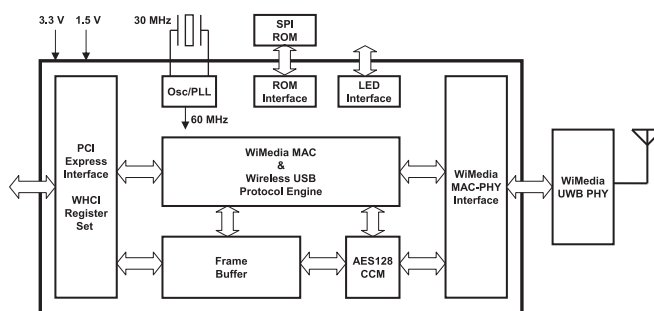 3.3 V
1.5 V
30 MHz
SPI
ROM
Osc/PLL
ROM
Interface
LED
Interface
60 MHz
PCI
Express
Interface
WHCI
Register
Set
WiMedia MAC
&
Wireless USB
Protocol Engine
WiMedia
MAC-PHY
Interface
WiMedia
UWB PHY
Frame
Buffer
AES128
CCM